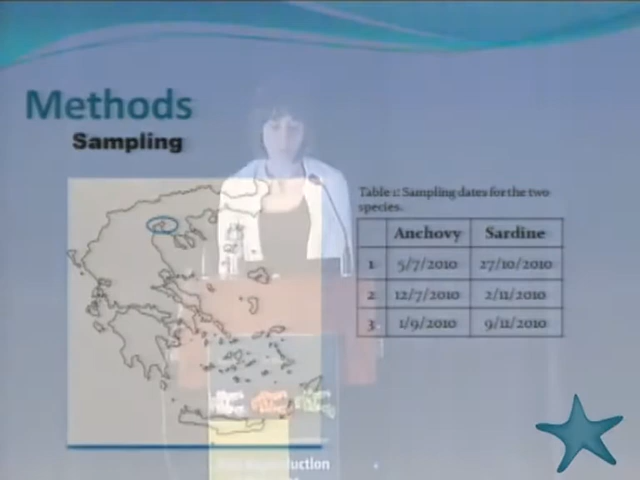 Methods
Sampling
Table 1: Sampling dates for the two
species.
Anchovy Sardine
1 5/7/2010 27/10/2010
2 12/7/2010 2/11/2010
3 1/9/2010 9/11/2010